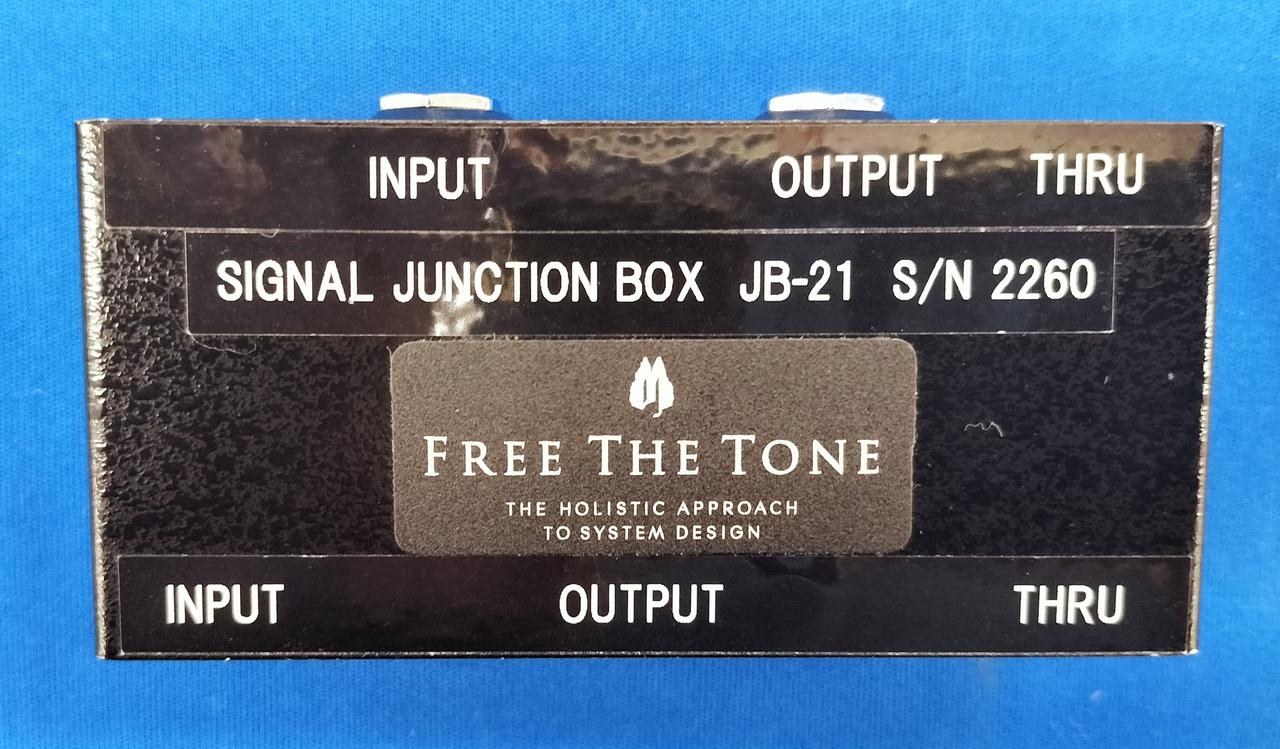 INPUT OUTPUT THRU
SIGNAL JUNCTION BOX JB-21 S/N 2260
FREE THE TONE
THE HOLISTIC APPROACH
TO SYSTEM DESIGN
INPUT OUTPUT THRU